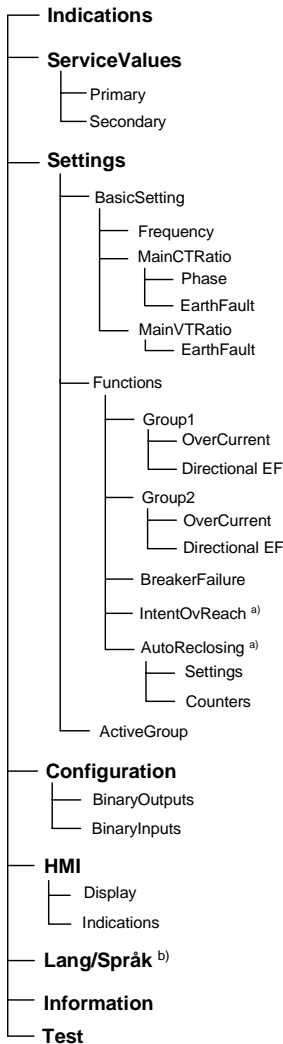 Indications
ServiceValues
Primary
Secondary
Settings
BasicSetting
Frequency
MainCTRatio
Phase
EarthFault
MainVTRatio
EarthFault
Functions
Group1
OverCurrent
Directional EF
Group2
OverCurrent
Directional EF
BreakerFailure
IntentOvReach a)
AutoReclosing a)
Settings
Counters
ActiveGroup
Configuration
BinaryOutputs
BinaryInputs
HMI
Display
Indications
Lang/Språk b)
Information
Test